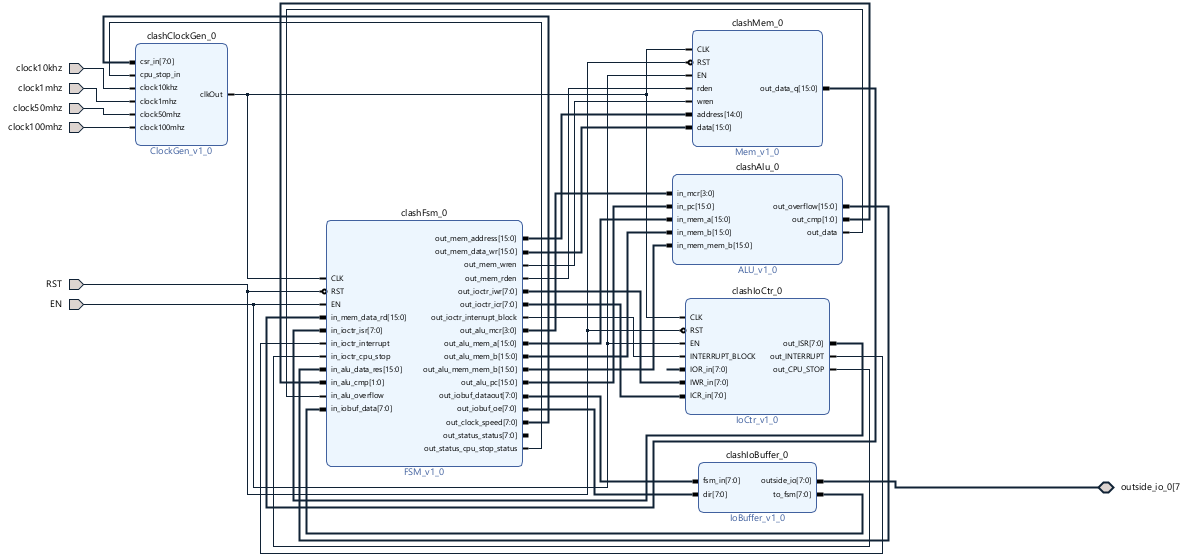 clashClockGen_0
csr_in[7:0]
cpu_stop_in
clock10khz
clock1mhz
clock50mhz
clock100mhz
clkOut
ClockGen_v1_0
clock10khz
clock1mhz
clock50mhz
clock100mhz
RST
EN
clashFsm_0
CLK
RST
EN
in_mem_data_rd[15:0]
in_ioctr_isr[7:0]
in_ioctr_interrupt
in_ioctr_cpu_stop
in_alu_data_res[15:0]
in_alu_cmp[1:0]
in_alu_overflow
in_iobuf_data[7:0]
out_mem_address[15:0]
out_mem_data_wr[15:0]
out_mem_wren
out_mem_rden
out_ioctr_iwr[7:0]
out_ioctr_icr[7:0]
out_ioctr_interrupt_block
out_alu_mcr[3:0]
out_alu_mem_a[15:0]
out_alu_mem_b[15:0]
out_alu_mem_mem_b[15:0]
out_alu_pc[15:0]
out_iobuf_dataout[7:0]
out_iobuf_oe[7:0]
out_clock_speed[7:0]
out_status_status[7:0]
out_status_cpu_stop_status
FSM_v1_0
clashMem_0
CLK
RST
EN
rden
wren
address[14:0]
data[15:0]
out_data_q[15:0]
Mem_v1_0
clashAlu_0
in_mcr[3:0]
in_pc[15:0]
in_mem_a[15:0]
in_mem_b[15:0]
in_mem_mem_b[15:0]
out_overflow[15:0]
out_cmp[1:0]
out_data
ALU_v1_0
clashIoCtr_0
CLK
RST
EN
INTERRUPT_BLOCK
IOR_in[7:0]
IWR_in[7:0]
ICR_in[7:0]
out_ISR[7:0]
out_INTERRUPT
out_CPU_STOP
IoCtr_v1_0
clashIoBuffer_0
fsm_in[7:0]
dir[7:0]
outside_io[7:0]
to_fsm[7:0]
IoBuffer_v1_0
outside_io_0[7